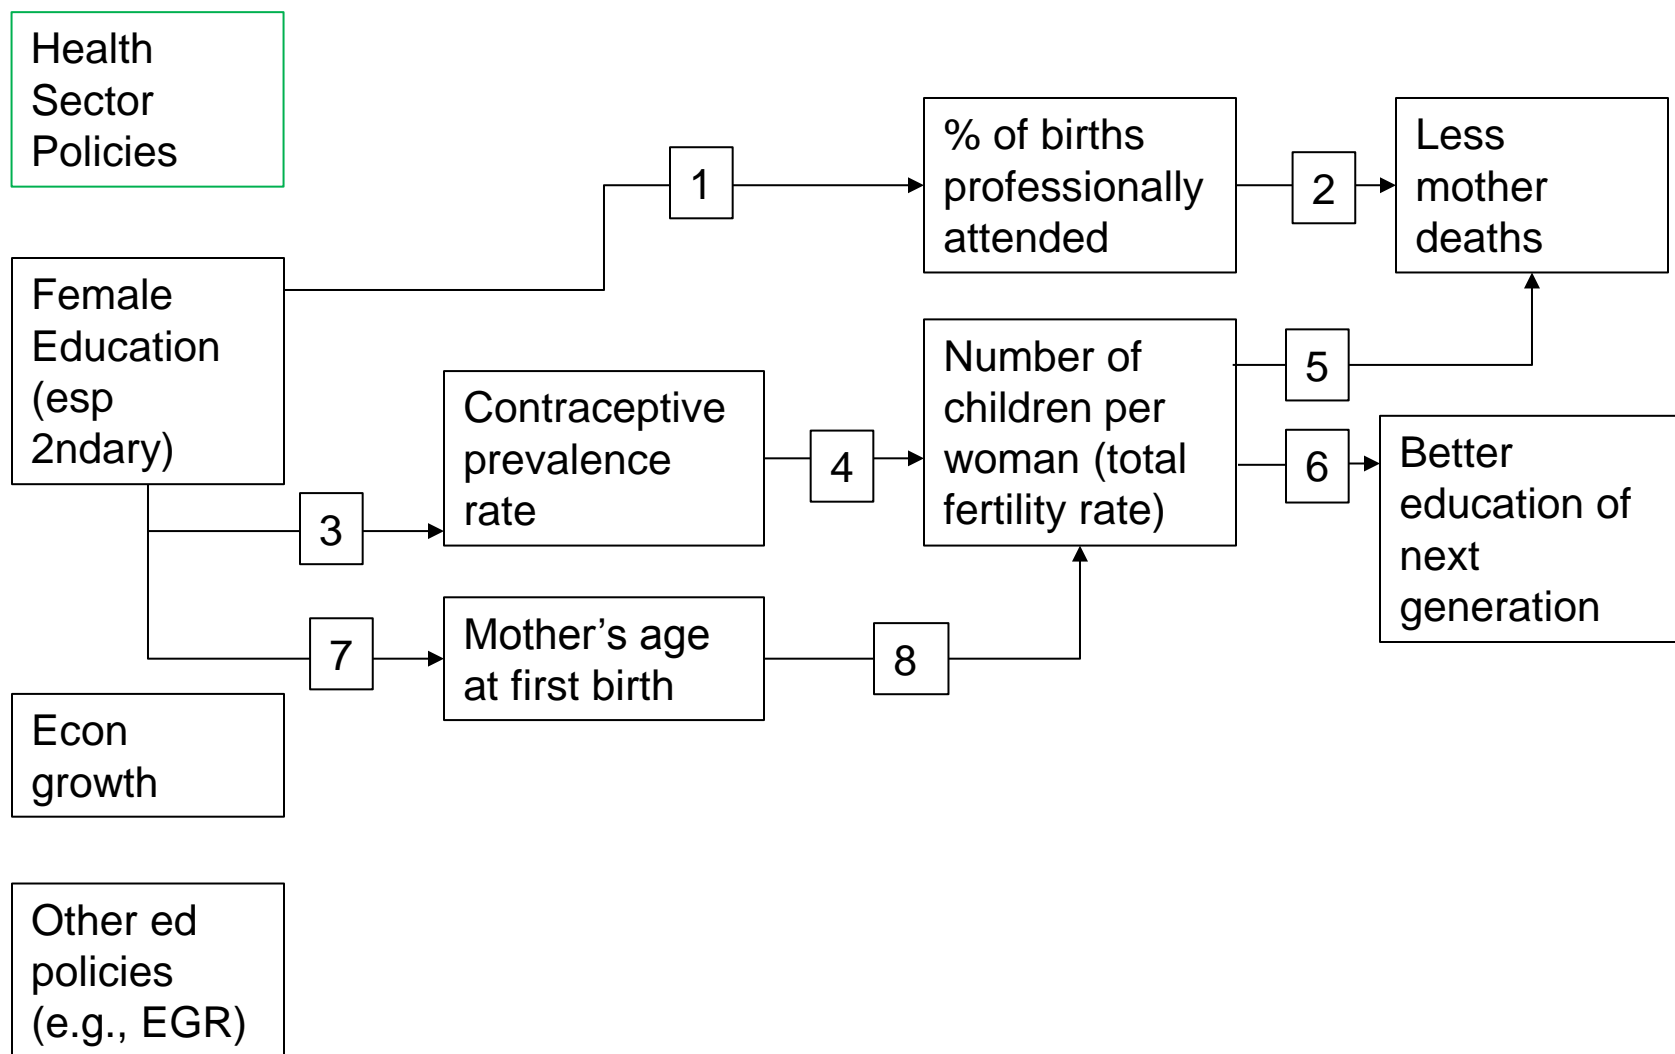 Health
Sector
Policies
1
% of births
professionally
attended
2
Less
mother
deaths
Female
Education
(esp
2ndary)
3
Contraceptive
prevalence
rate
4
Number of
children per
woman (total
fertility rate)
5
6
Better
education of
next
generation
7
Mother’s age
at first birth
8
Econ
growth
Other ed
policies
(e.g., EGR)